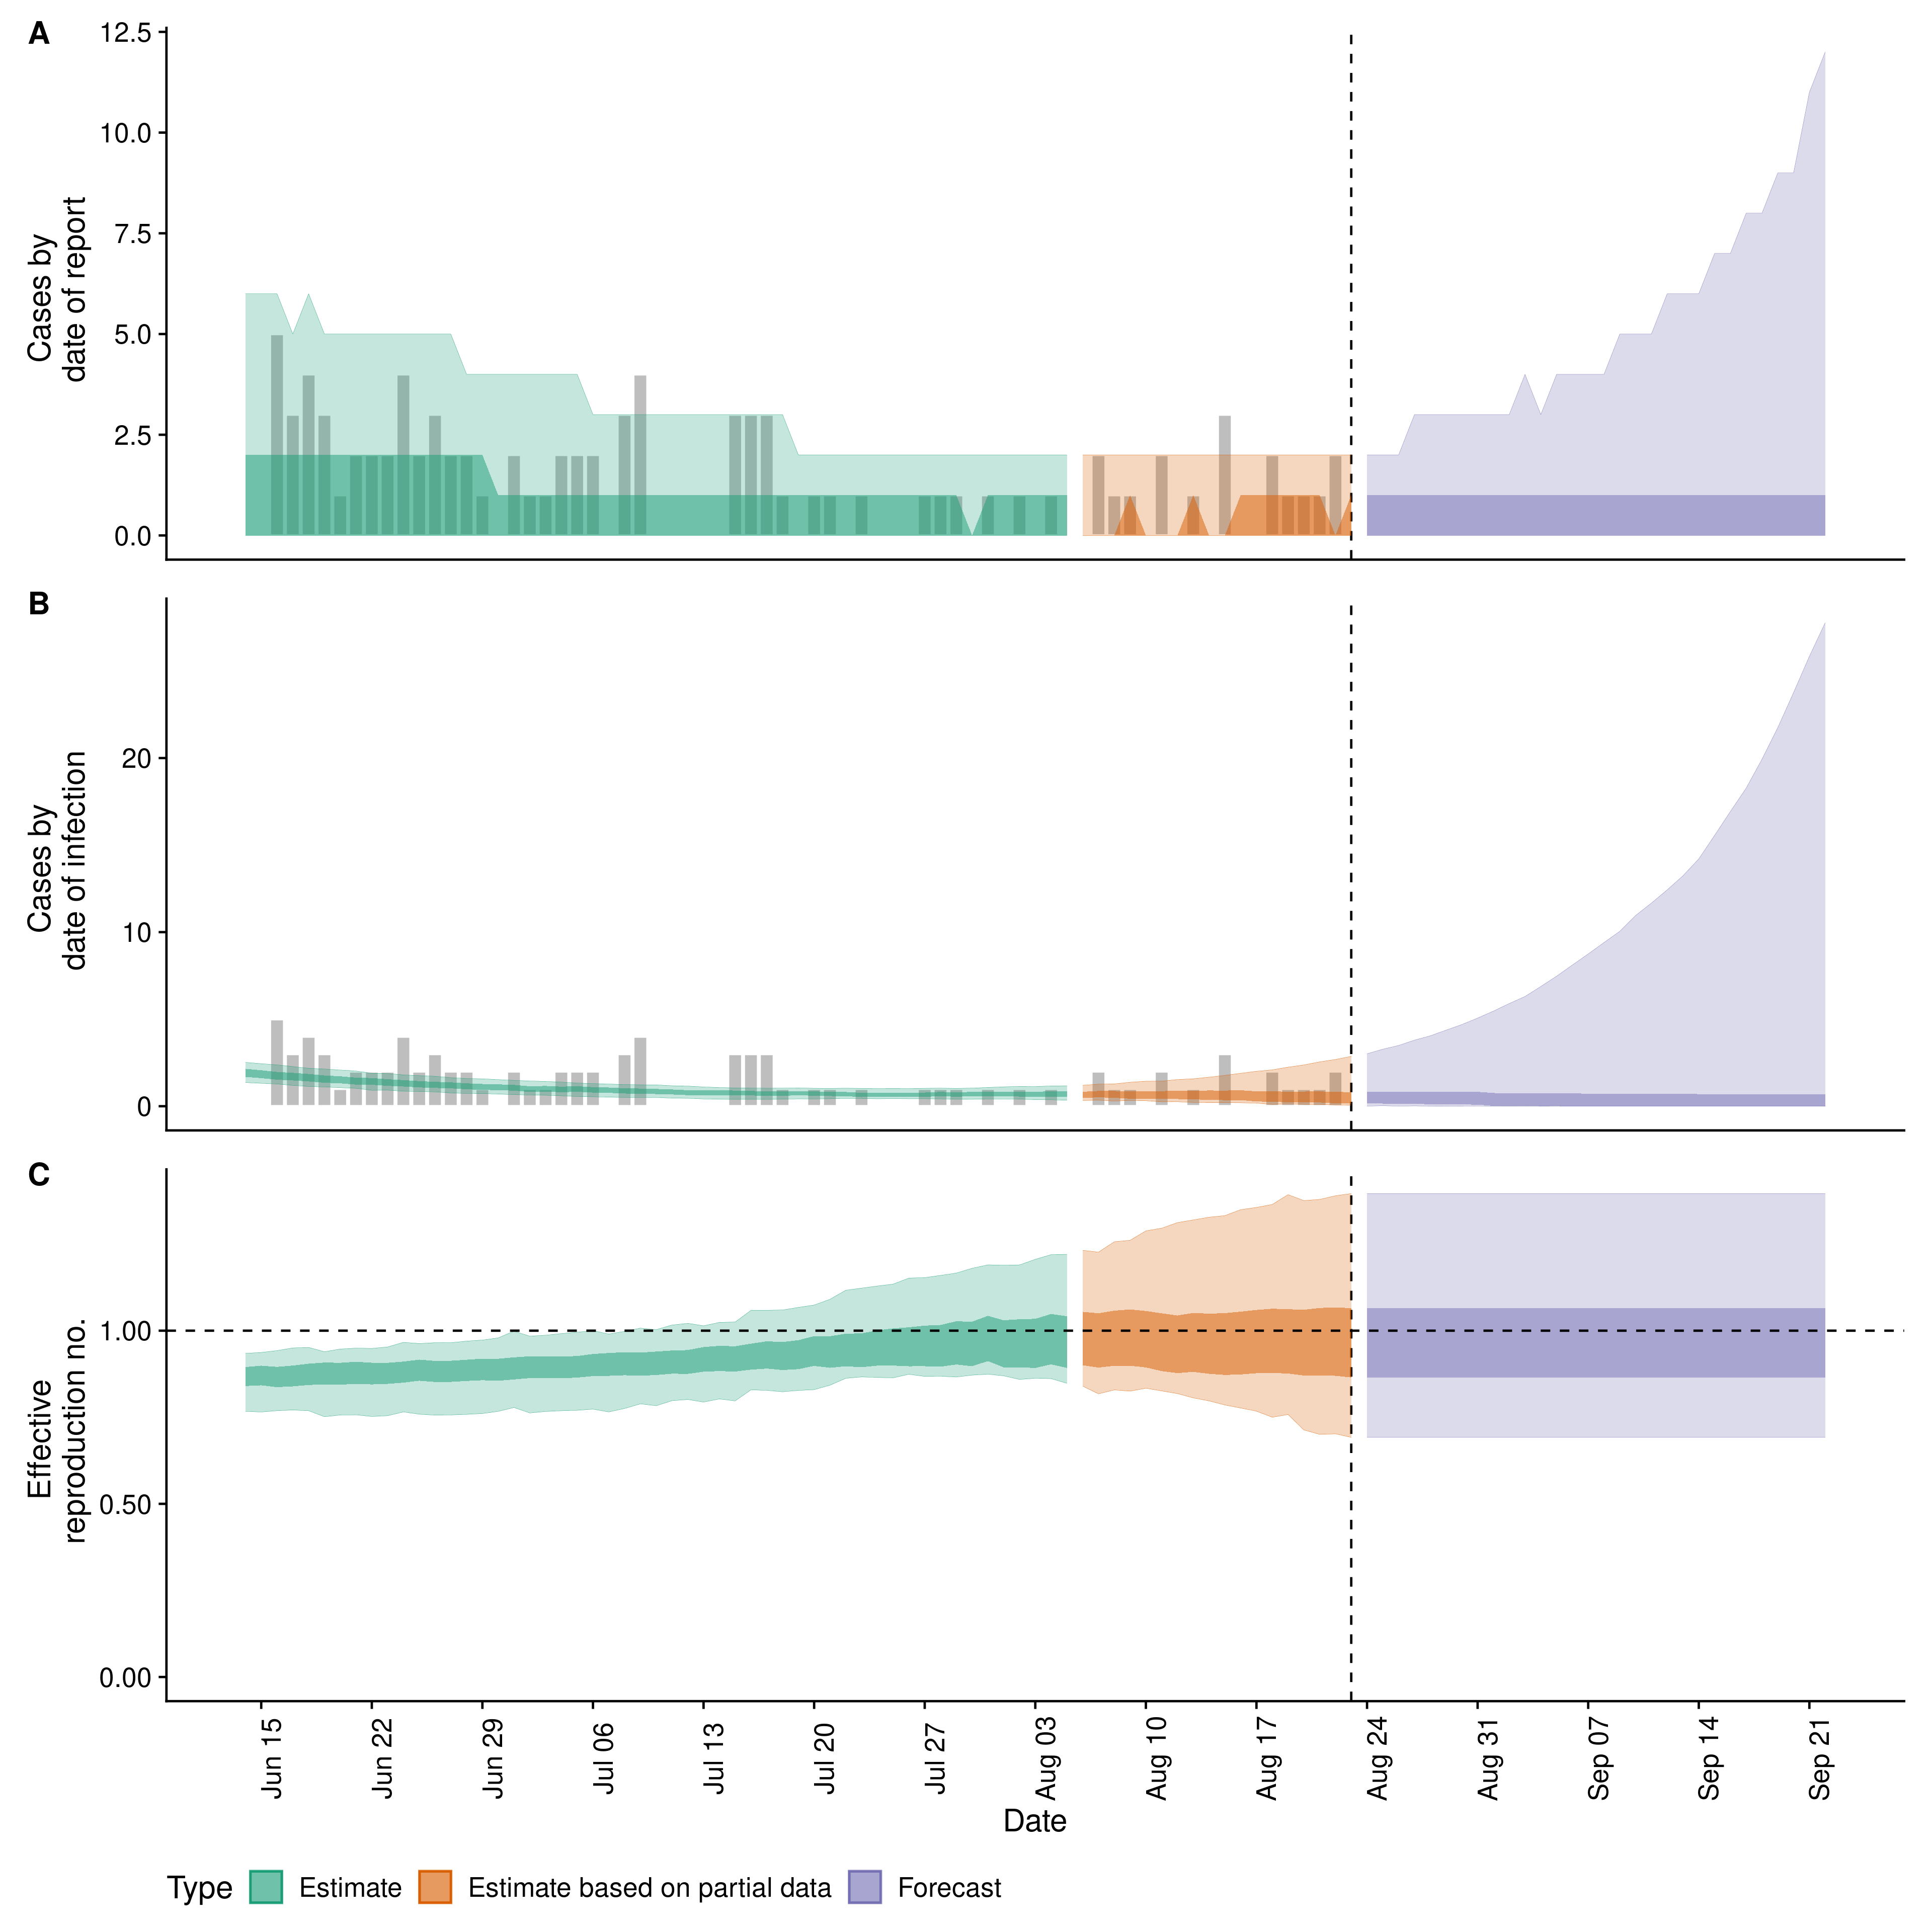 A
Cases by
date of report
12.5
10.0
7.5
5.0
2.5
0.0
B
Cases by
date of infection
20
10
0
C
Effective
reproduction no.
1.00
0.50
0.00
Jun 15
Jun 22
Jun 29
Jul 06
Jul 13
Jul 20
Jul 27
Aug 03
Aug 10
Aug 17
Aug 24
Aug 31
Sep 07
Sep 14
Sep 21
Date
Type Estimate Estimate based on partial data Forecast